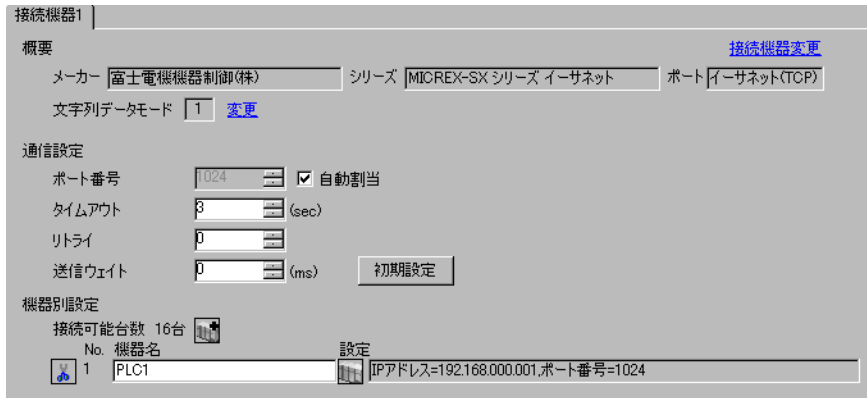 接続機器1
概要 接続機器変更
メーカー 富士電機機器制御(株) シリーズ MICREX-SX シリーズ イーサネット ポート イーサネット(TCP)
文字列データモード 1 変更
通信設定
ポート番号 1024 自動割当
タイムアウト 3 (sec)
リトライ 0
送信ウェイト 0 (ms) 初期設定
機器別設定
接続可能台数 16台
No. 機器名 設定
1 PLC1 IPアドレス=192.168.000.001,ポート番号=1024